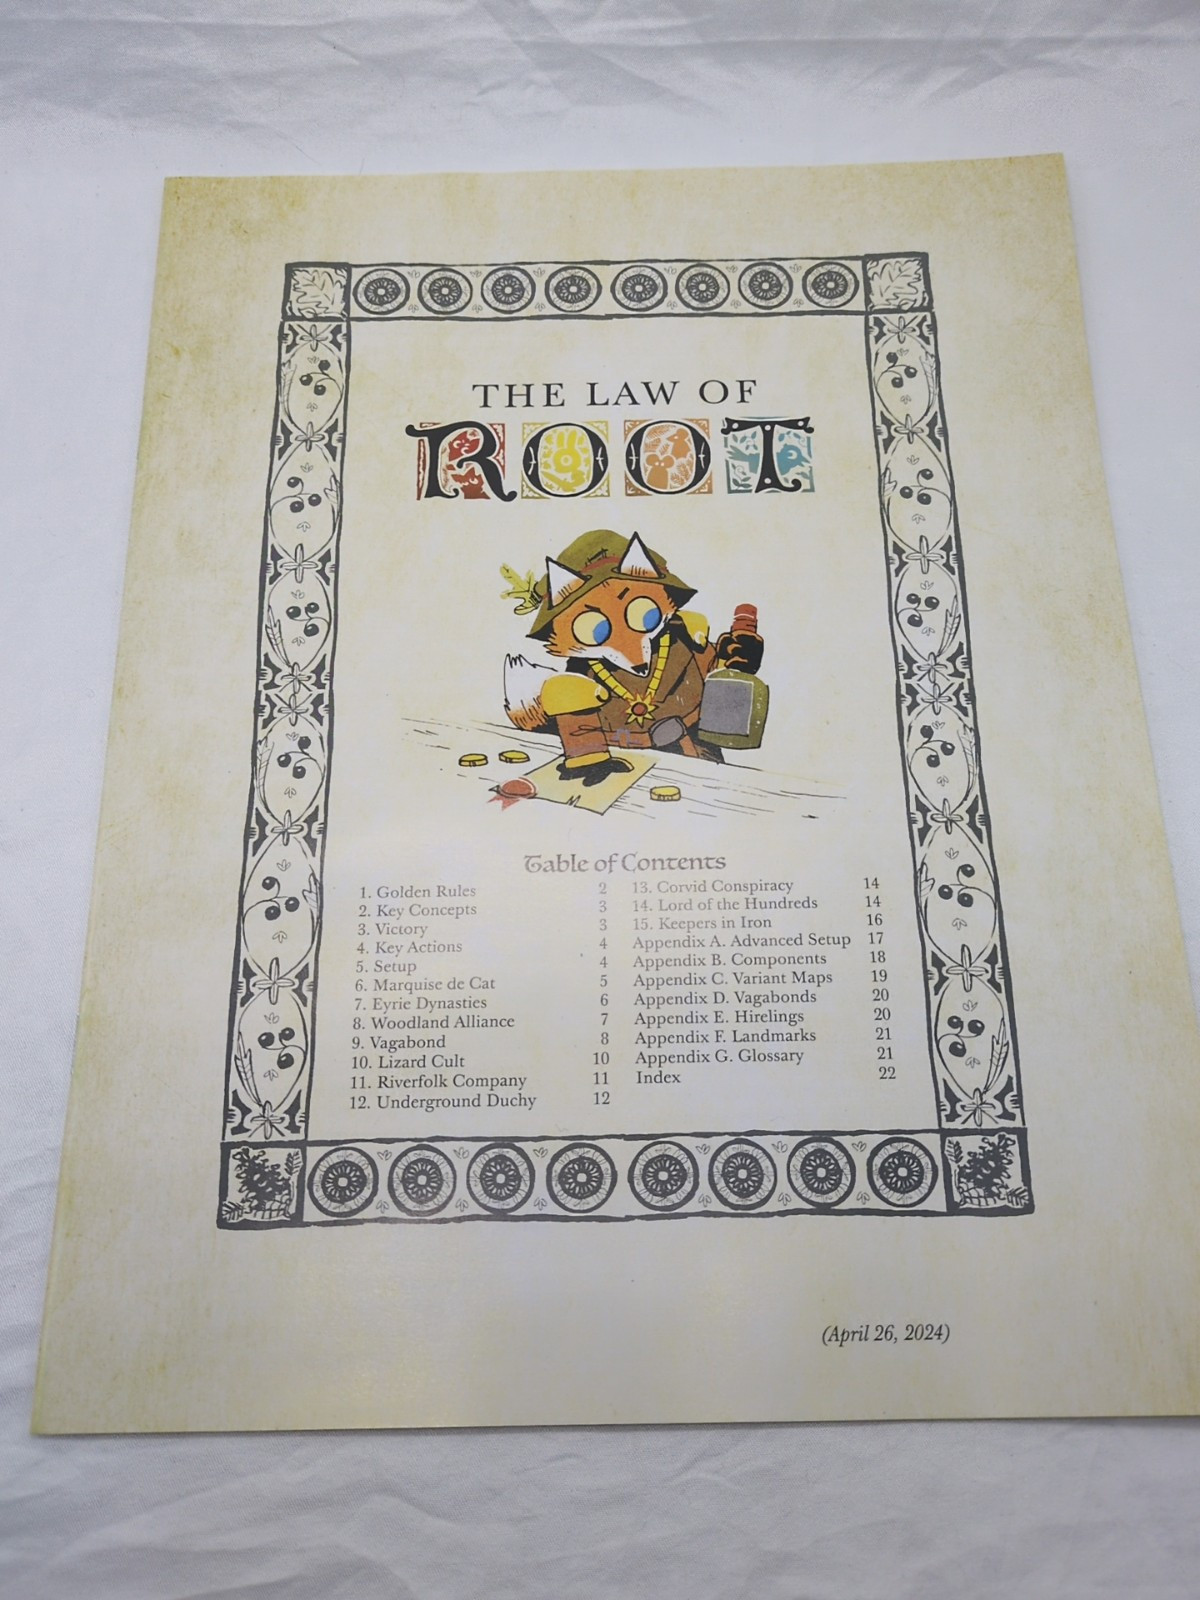 THE LAW OF
ROOT
Table of Contents
1. Golden Rules 2
2. Key Concepts 3
3. Victory 3
4. Key Actions 4
5. Setup 4
6. Marquise de Cat 5
7. Eyrie Dynasties 6
8. Woodland Alliance 7
9. Vagabond 8
10. Lizard Cult 10
11. Riverfolk Company 11
12. Underground Duchy 12
13. Corvid Conspiracy 14
14. Lord of the Hundreds 14
15. Keepers in Iron 16
Appendix A. Advanced Setup 17
Appendix B. Components 18
Appendix C. Variant Maps 19
Appendix D. Vagabonds 20
Appendix E. Hirelings 20
Appendix F. Landmarks 21
Appendix G. Glossary 21
Index 22
(April 26, 2024)